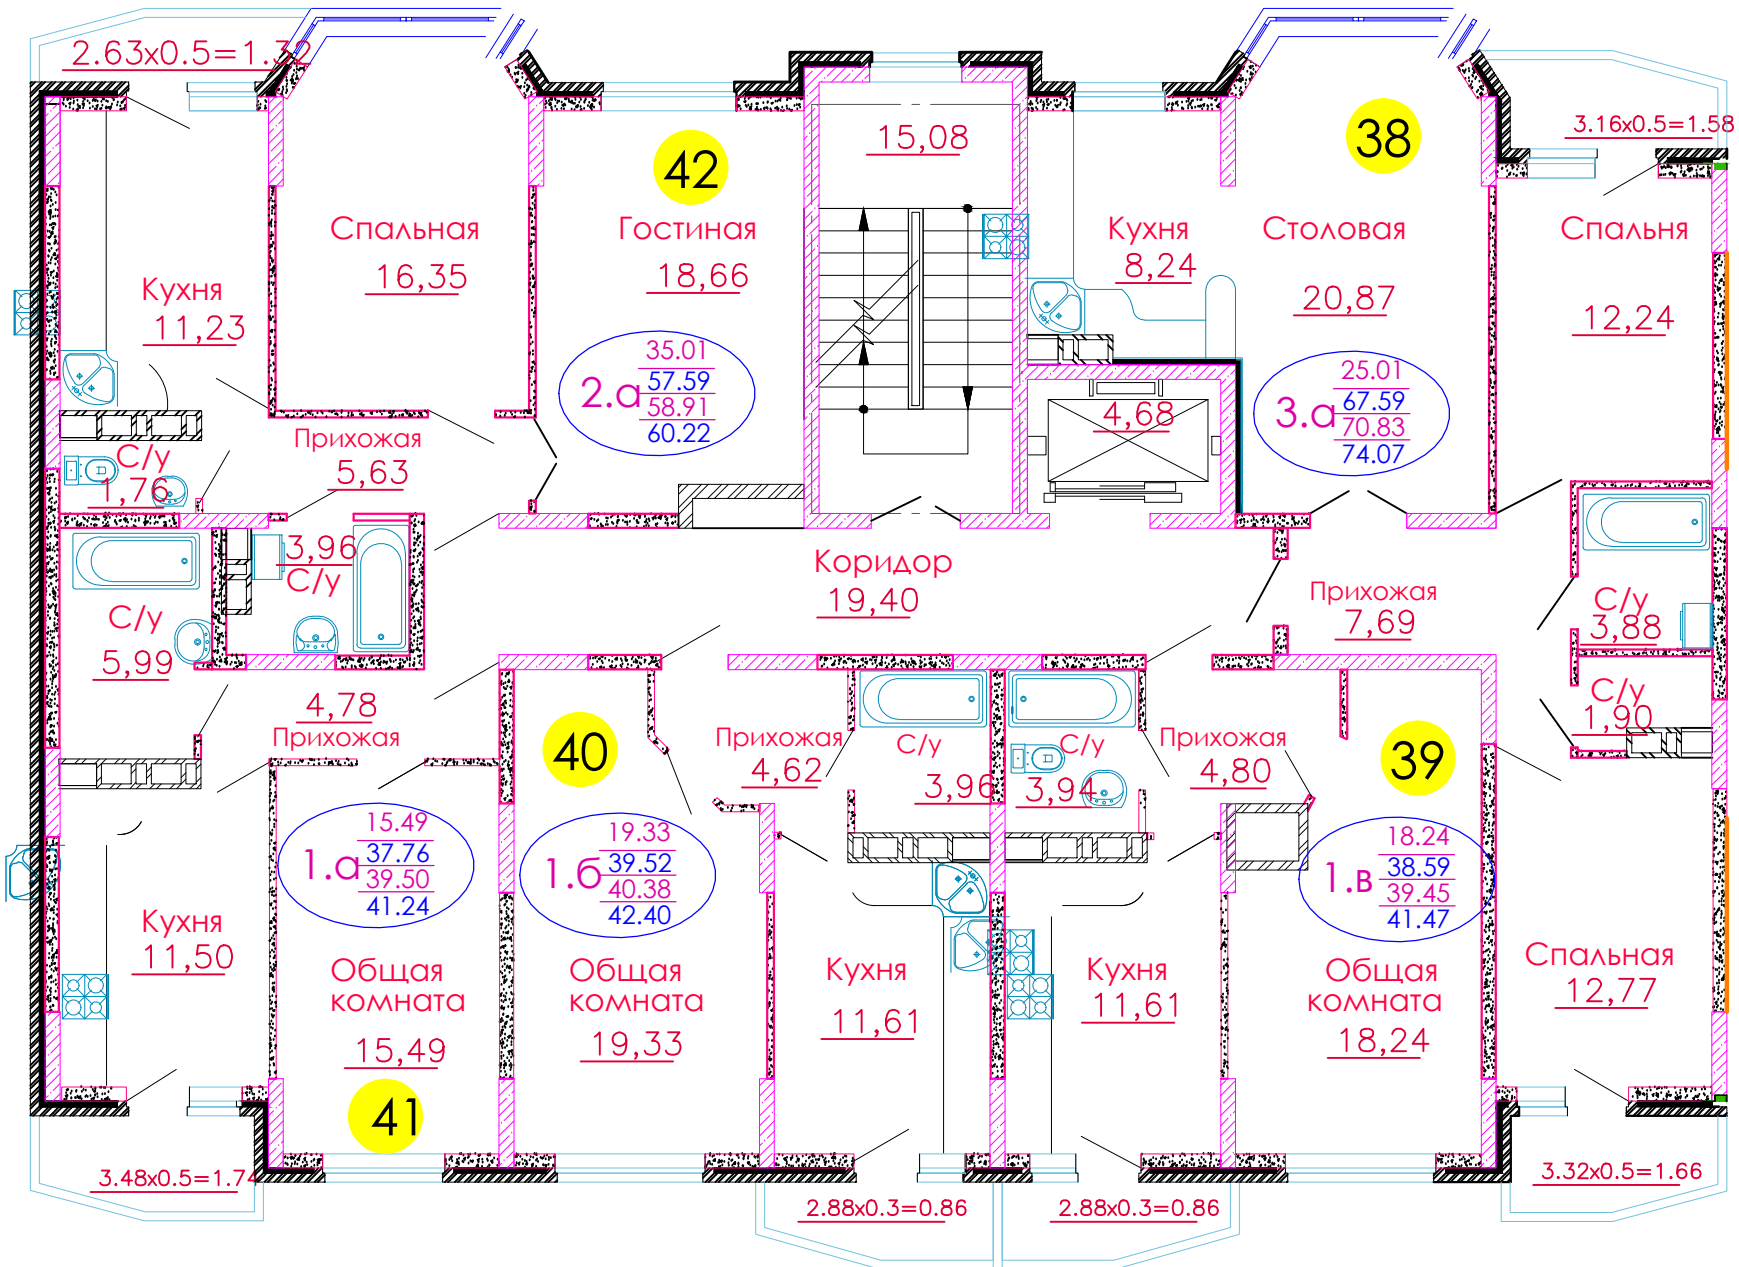 2.63x0.5=1.32
3.16x0.5=1.58
42
38
15,08
Спальная
16,35
Гостиная
18,66
Кухня
8,24
Столовая
20,87
Спальня
12,24
Кухня
11,23
2.а
35.01
57.59
58.91
60.22
3.а
25.01
67.59
70.83
74.07
4,68
Прихожая
5,63
С/у
1,76
3,96
С/у
С/у
5,99
Коридор
19,40
Прихожая
7,69
С/у
3,88
С/у
1,90
4,78
Прихожая
40
Прихожая
4,62
С/у
3,96
С/у
3,94
Прихожая
4,80
39
1.а
15.49
37.76
39.50
41.24
1.б
19.33
39.52
40.38
42.40
1.в
18.24
38.59
39.45
41.47
Кухня
11,50
Общая
комната
15,49
Общая
комната
19,33
Кухня
11,61
Кухня
11,61
Общая
комната
18,24
Спальная
12,77
41
3.48x0.5=1.74
2.88x0.3=0.86
2.88x0.3=0.86
3.32x0.5=1.66